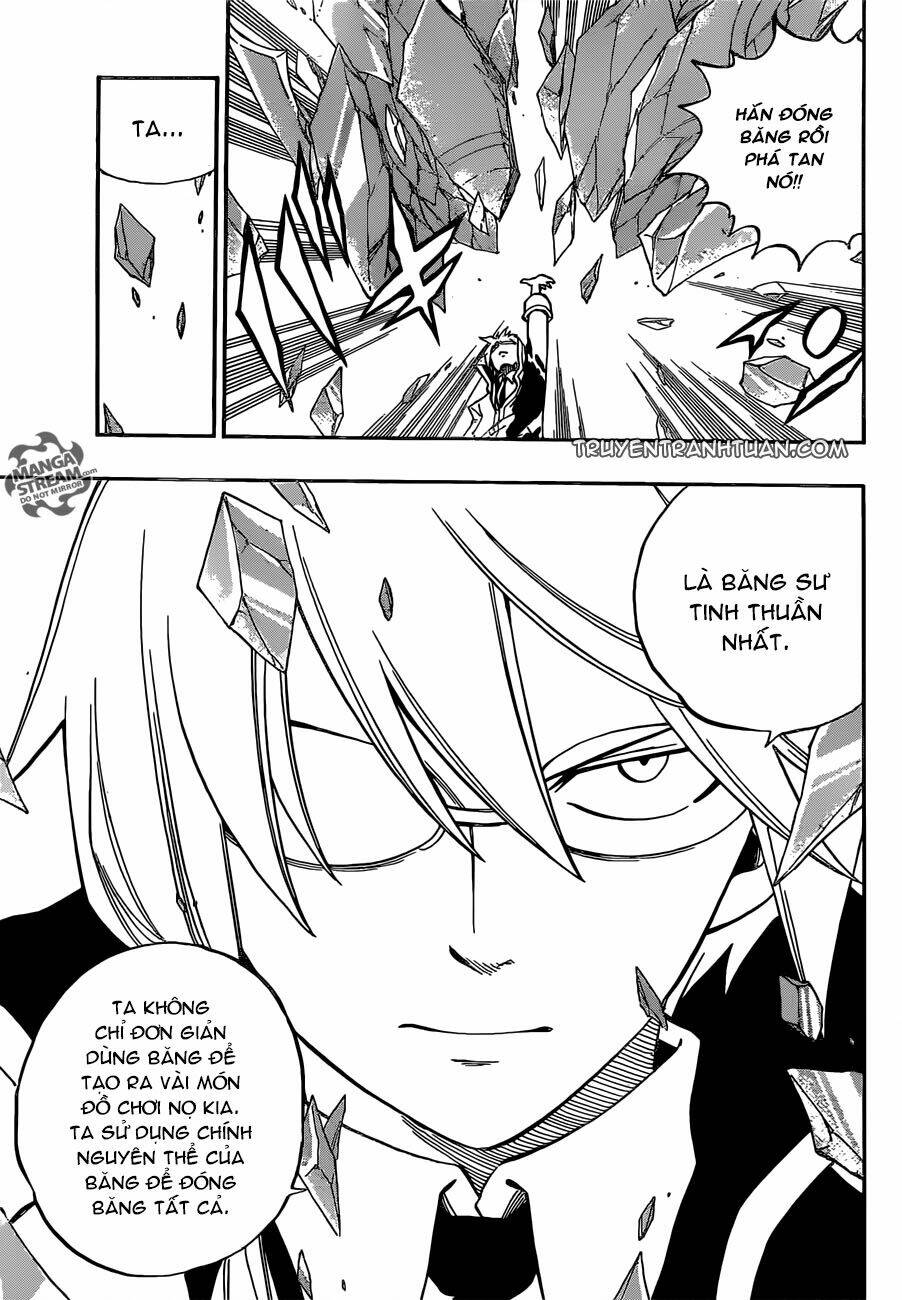 HẮN ĐÓNG
BĂNG RỒI
PHÁ TAN
NÓ!!
TA...
TRUYENTRANHTUAN.COM
MANGA
STREAM.com
DO NOT MIRROR
LÀ BĂNG SƯ
TINH THUẦN
NHẤT.
TA KHÔNG
CHỈ ĐƠN GIẢN
DÙNG BĂNG ĐỂ
TẠO RA VÀI MÓN
ĐỒ CHƠI NỌ KIA.
TA SỬ DỤNG CHÍNH
NGUYÊN THỂ CỦA
BĂNG ĐỂ ĐÓNG
BĂNG TẤT CẢ.